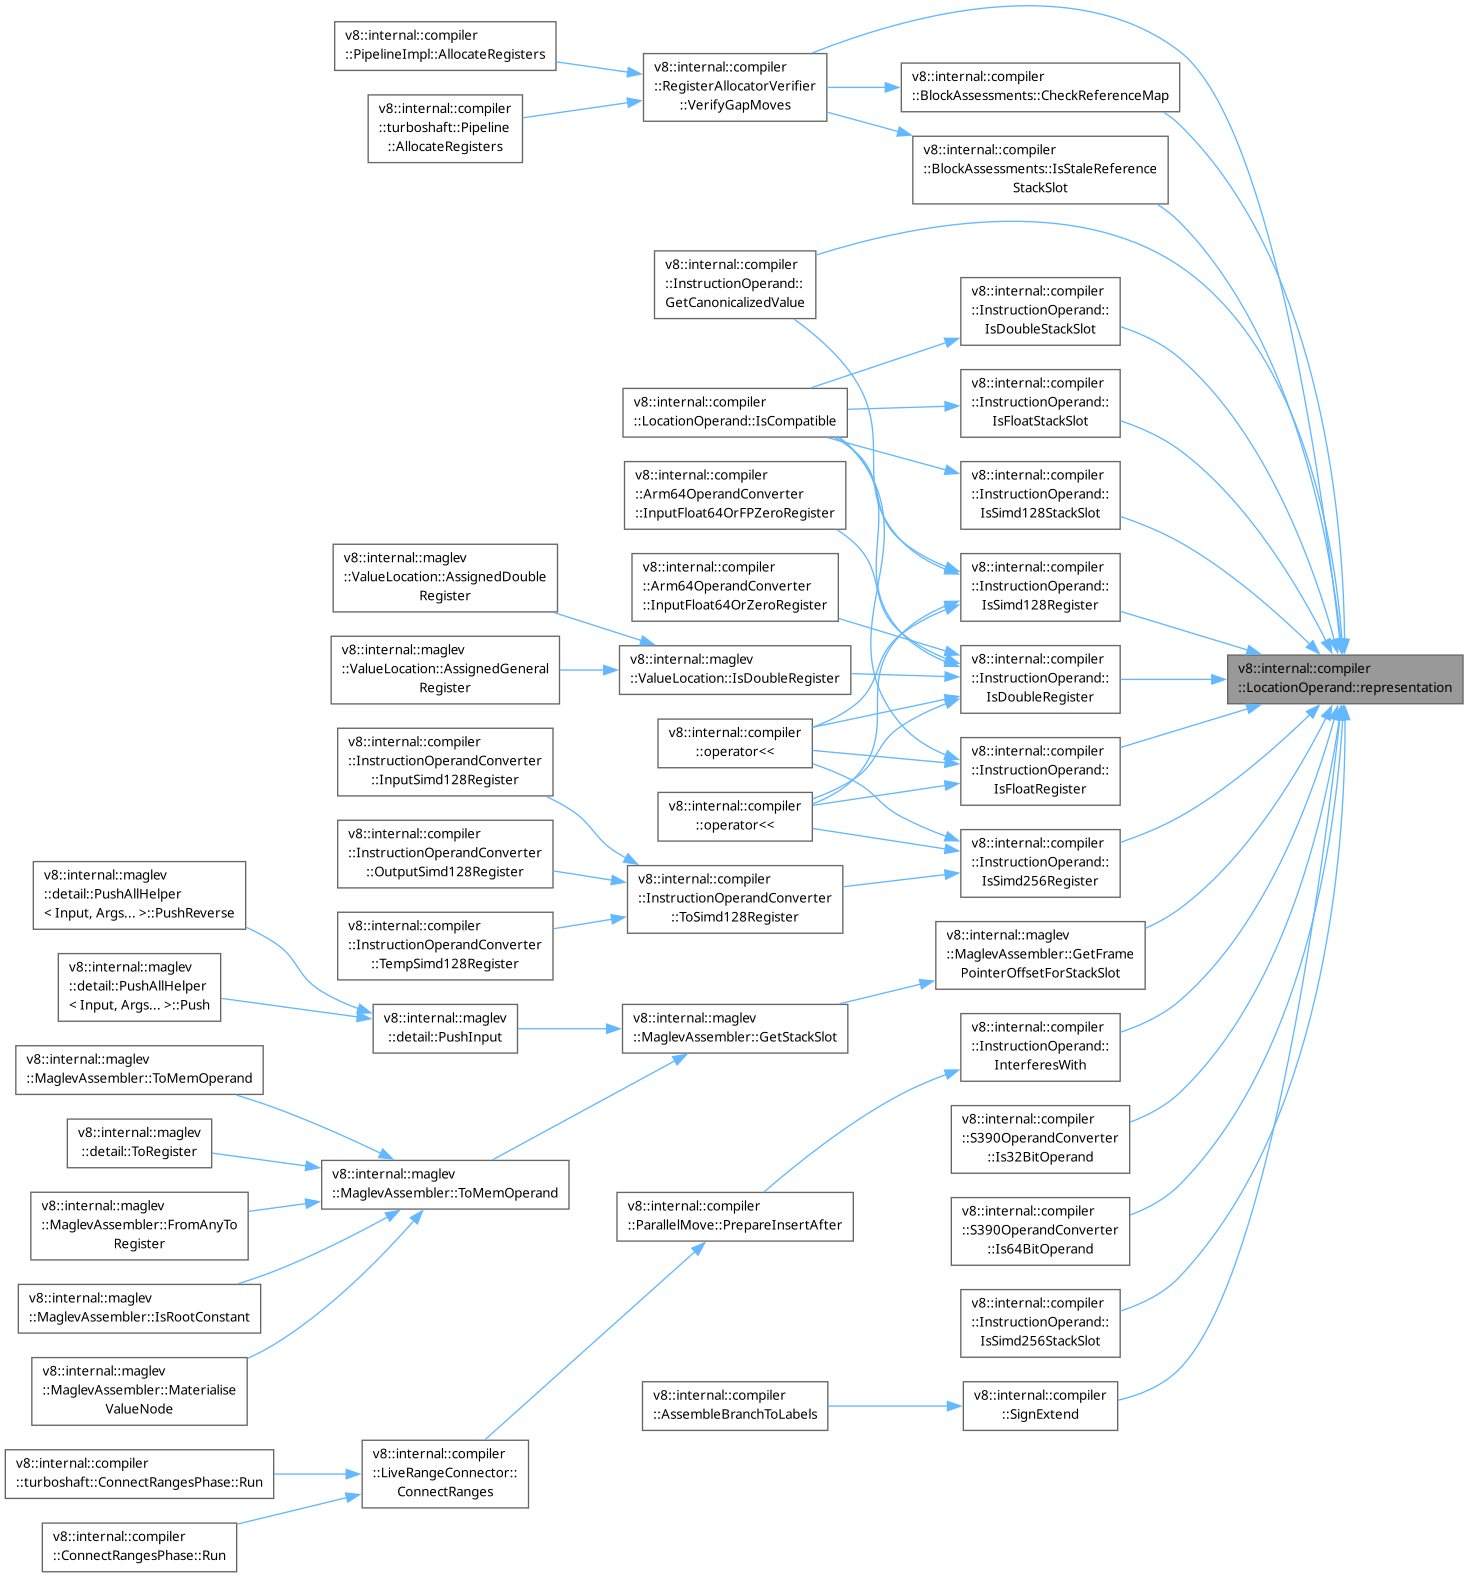 v8::internal::compiler
::PipelineImpl::AllocateRegisters
v8::internal::compiler
::turboshaft::Pipeline
::AllocateRegisters
v8::internal::compiler
::RegisterAllocatorVerifier
::VerifyGapMoves
v8::internal::compiler
::BlockAssessments::CheckReferenceMap
v8::internal::compiler
::BlockAssessments::IsStaleReference
StackSlot
v8::internal::compiler
::InstructionOperand::
GetCanonicalizedValue
v8::internal::compiler
::InstructionOperand::
IsDoubleStackSlot
v8::internal::compiler
::LocationOperand::IsCompatible
v8::internal::compiler
::InstructionOperand::
IsFloatStackSlot
v8::internal::compiler
::Arm64OperandConverter
::InputFloat64OrFPZeroRegister
v8::internal::compiler
::InstructionOperand::
IsSimd128StackSlot
v8::internal::maglev
::ValueLocation::AssignedDouble
Register
v8::internal::compiler
::Arm64OperandConverter
::InputFloat64OrZeroRegister
v8::internal::compiler
::InstructionOperand::
IsSimd128Register
v8::internal::maglev
::ValueLocation::AssignedGeneral
Register
v8::internal::maglev
::ValueLocation::IsDoubleRegister
v8::internal::compiler
::InstructionOperand::
IsDoubleRegister
v8::internal::compiler
::LocationOperand::representation
v8::internal::compiler
::InstructionOperandConverter
::InputSimd128Register
v8::internal::compiler
::operator<<
v8::internal::compiler
::InstructionOperand::
IsFloatRegister
v8::internal::compiler
::operator<<
v8::internal::compiler
::InstructionOperandConverter
::OutputSimd128Register
v8::internal::compiler
::InstructionOperand::
IsSimd256Register
v8::internal::maglev
::detail::PushAllHelper
< Input, Args... >::PushReverse
v8::internal::compiler
::InstructionOperandConverter
::ToSimd128Register
v8::internal::compiler
::InstructionOperandConverter
::TempSimd128Register
v8::internal::maglev
::MaglevAssembler::GetFrame
PointerOffsetForStackSlot
v8::internal::maglev
::detail::PushAllHelper
< Input, Args... >::Push
v8::internal::maglev
::detail::PushInput
v8::internal::maglev
::MaglevAssembler::GetStackSlot
v8::internal::compiler
::InstructionOperand::
InterferesWith
v8::internal::maglev
::MaglevAssembler::ToMemOperand
v8::internal::compiler
::S390OperandConverter
::Is32BitOperand
v8::internal::maglev
::detail::ToRegister
v8::internal::maglev
::MaglevAssembler::ToMemOperand
v8::internal::maglev
::MaglevAssembler::FromAnyTo
Register
v8::internal::compiler
::ParallelMove::PrepareInsertAfter
v8::internal::compiler
::S390OperandConverter
::Is64BitOperand
v8::internal::maglev
::MaglevAssembler::IsRootConstant
v8::internal::compiler
::InstructionOperand::
IsSimd256StackSlot
v8::internal::maglev
::MaglevAssembler::Materialise
ValueNode
v8::internal::compiler
::AssembleBranchToLabels
v8::internal::compiler
::SignExtend
v8::internal::compiler
::turboshaft::ConnectRangesPhase::Run
v8::internal::compiler
::LiveRangeConnector::
ConnectRanges
v8::internal::compiler
::ConnectRangesPhase::Run